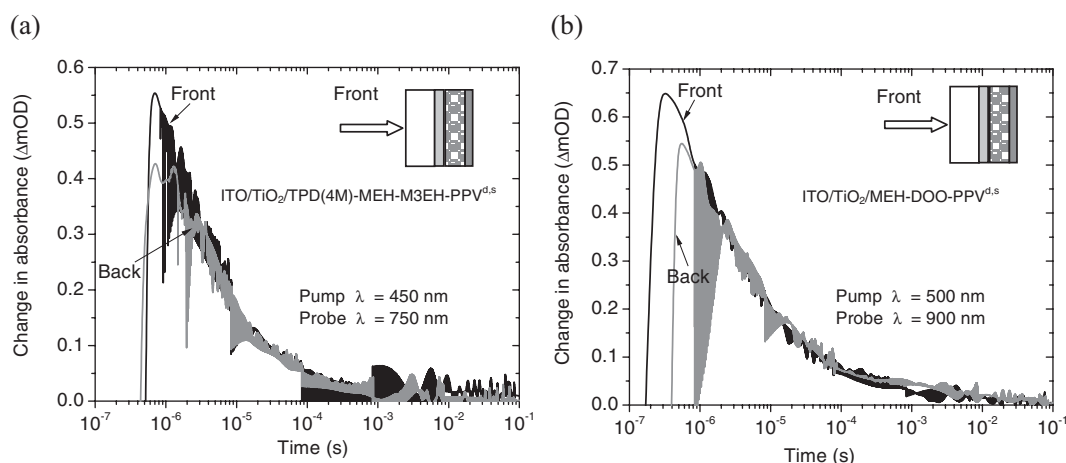 (a)
0.6
0.5
0.4
0.3
0.2
0.1
0.0
Change in absorbance (ΔmOD)
Front
Front
ITO/TiO₂/TPD(4M)-MEH-M3EH-PPVᵈ,ˢ
Back
Pump λ = 450 nm
Probe λ = 750 nm
10⁻⁷ 10⁻⁶ 10⁻⁵ 10⁻⁴ 10⁻³ 10⁻² 10⁻¹
Time (s)
(b)
0.7
0.6
0.5
0.4
0.3
0.2
0.1
0.0
Change in absorbance (ΔmOD)
Front
Front
ITO/TiO₂/MEH-DOO-PPVᵈ,ˢ
Back
Pump λ = 500 nm
Probe λ = 900 nm
10⁻⁷ 10⁻⁶ 10⁻⁵ 10⁻⁴ 10⁻³ 10⁻² 10⁻¹
Time (s)